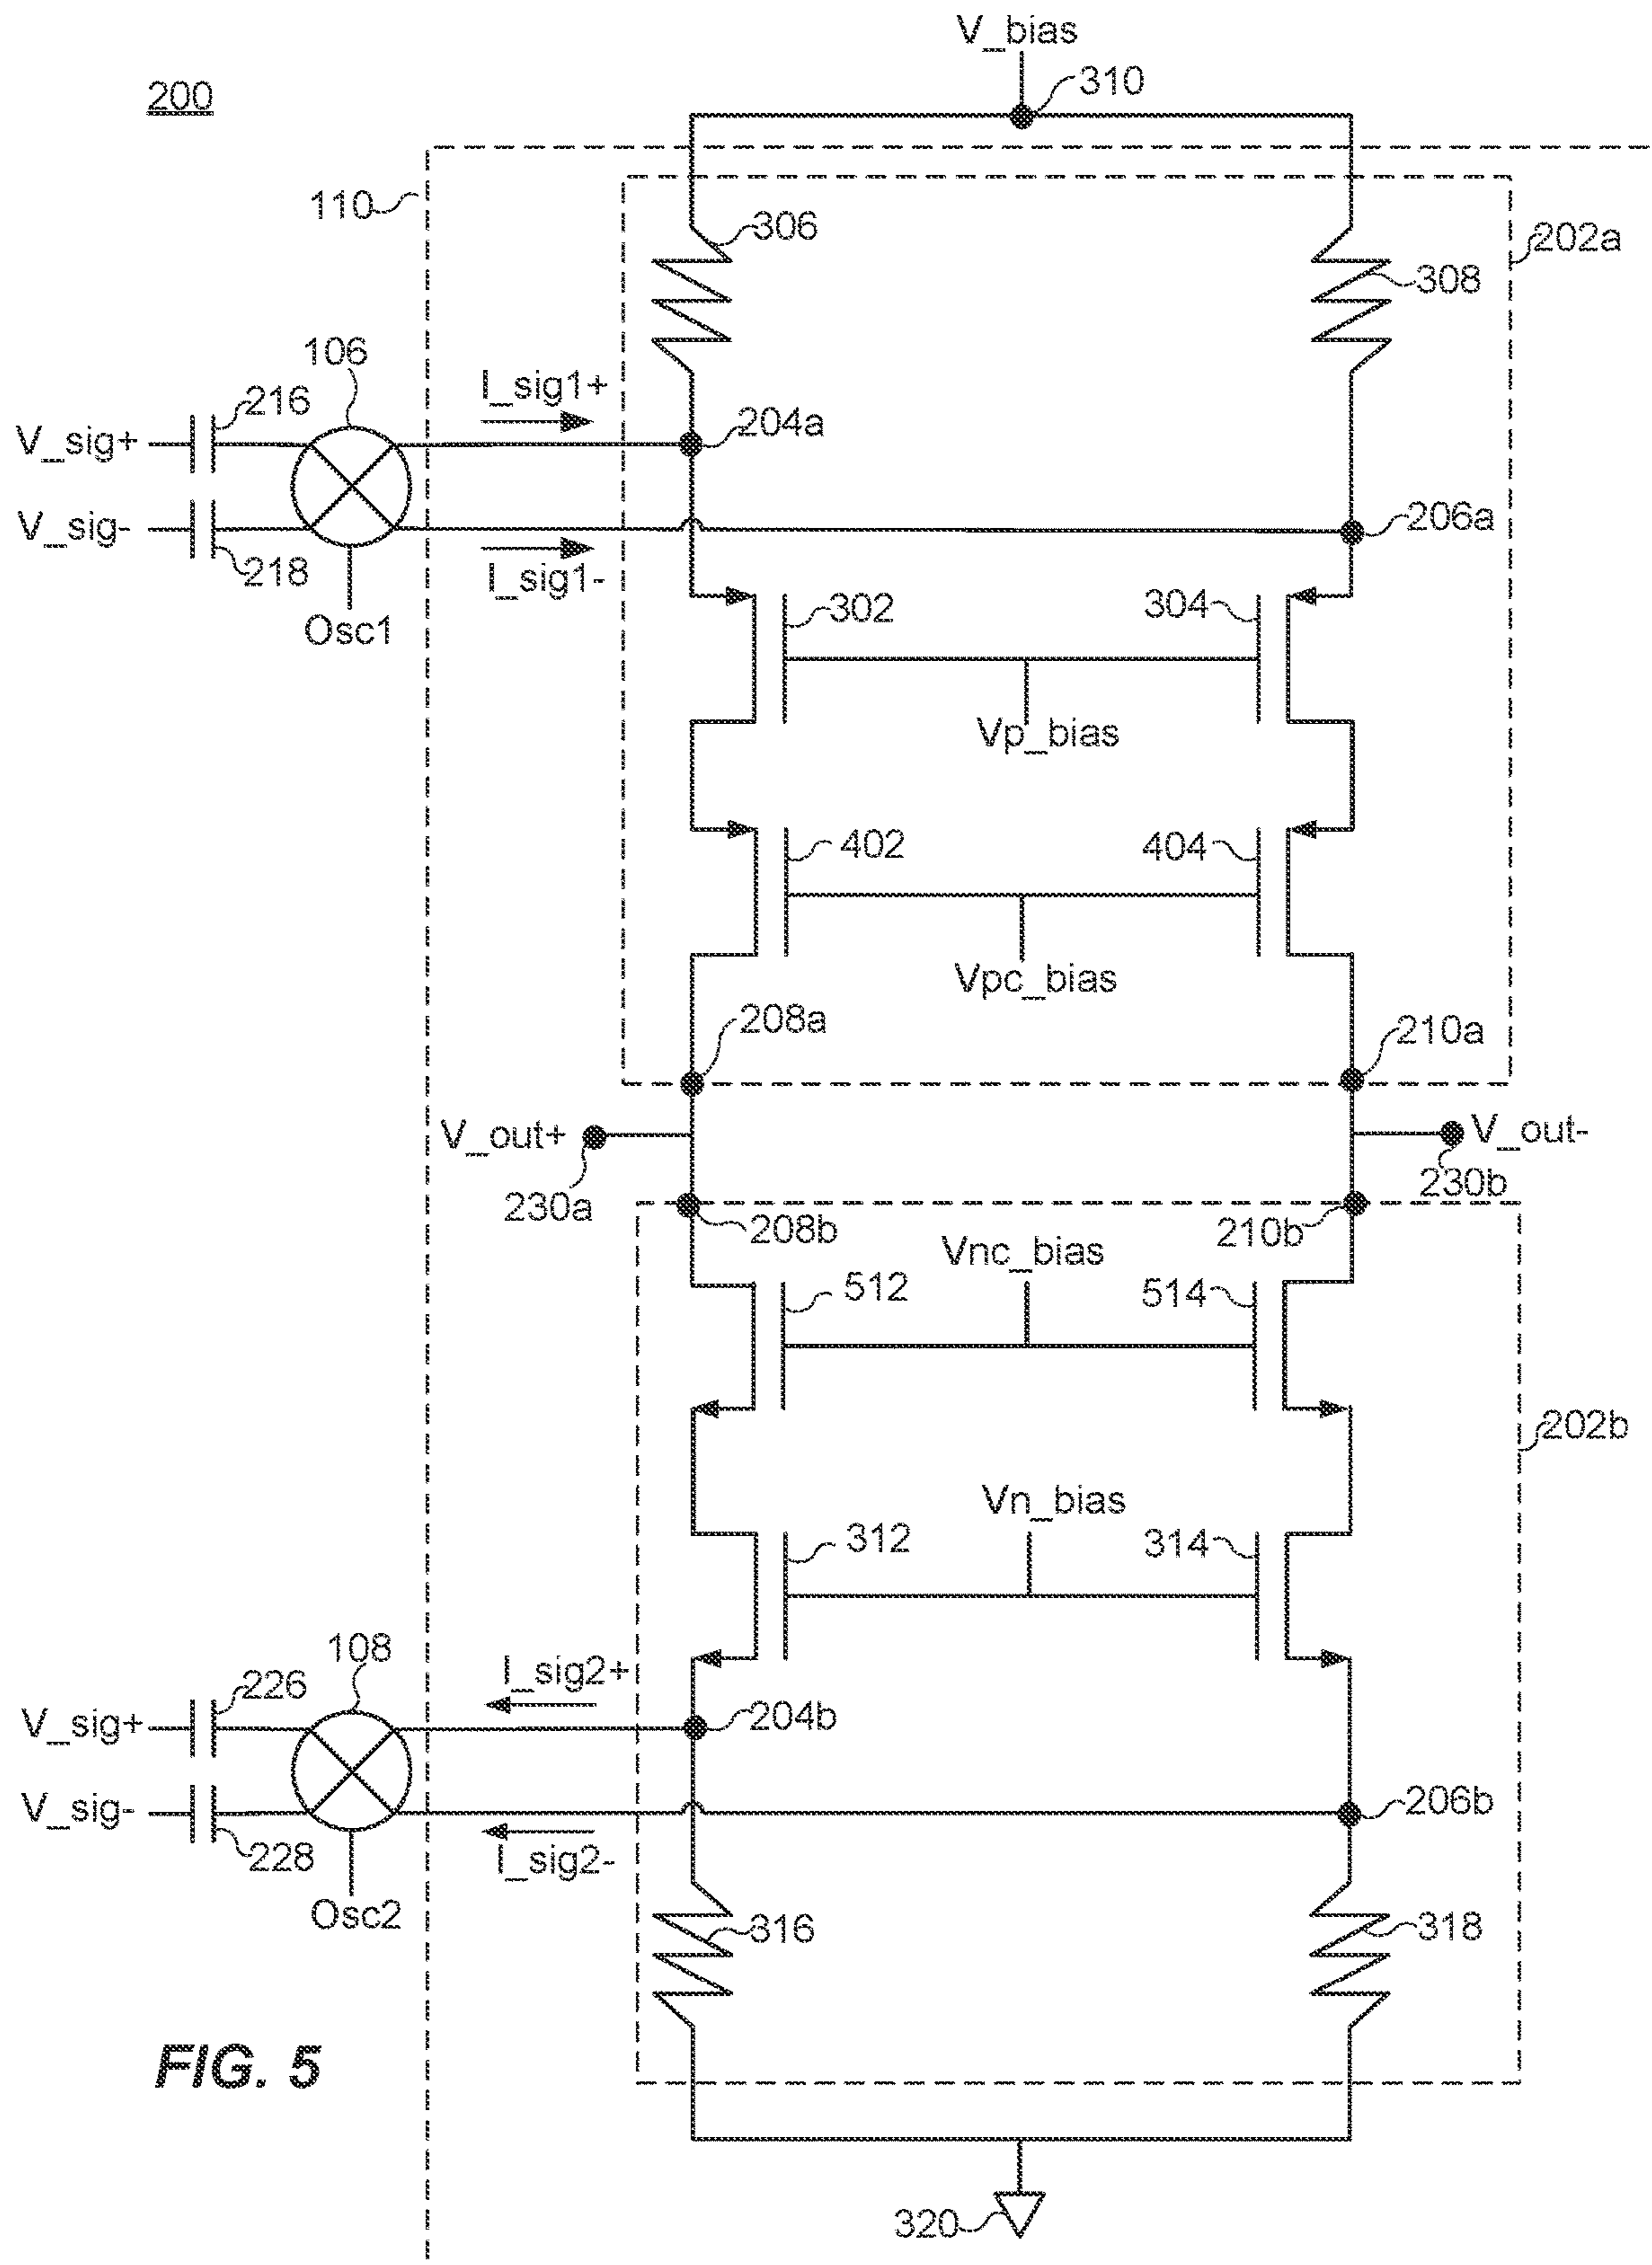 V_bias
200
310
110
306
202a
308
106
I_sig1+
216
204a
V_sig+
206a
V_sig-
218
I_sig1-
302
304
Osc1
Vp_bias
402
404
Vpc_bias
208a
210a
V_out+
V_out-
230a
230b
208b
210b
Vnc_bias
512
514
202b
Vn_bias
312
314
108
I_sig2+
226
V_sig+
204b
V_sig-
206b
228
I_sig2-
Osc2
316
318
FIG. 5
320